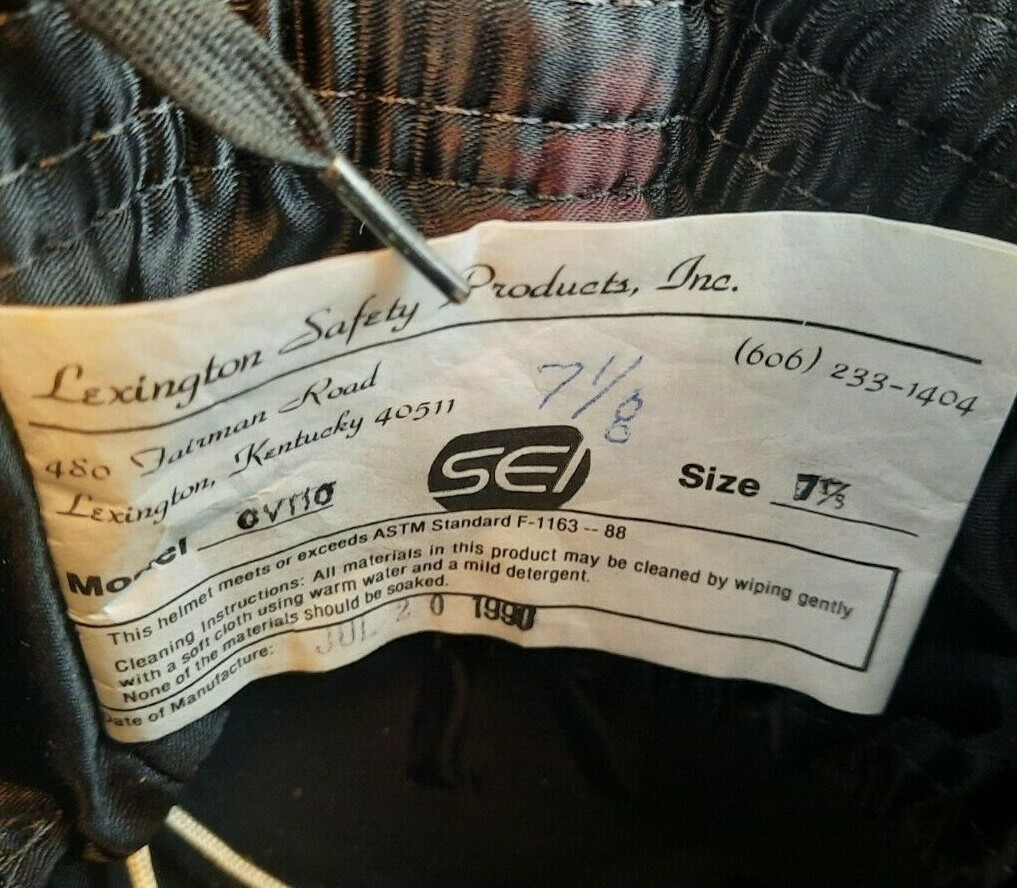 Lexington Safety Products, Inc.
480 Fairman Road
Lexington, Kentucky 40511
(606) 233-1404
7 1/8
SEI
Model
Size 7
This helmet meets or exceeds ASTM Standard F-1163 -- 88
Cleaning Instructions: All materials in this product may be cleaned by wiping gently
with a soft cloth using warm water and a mild detergent.
None of the materials should be soaked.
Date of Manufacture: JUL 20 1990